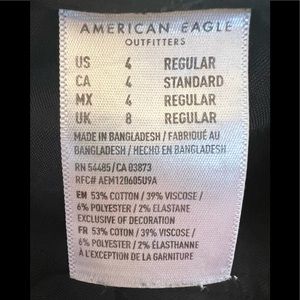 AMERICAN EAGLE
OUTFITTERS
US 4 REGULAR
CA 4 STANDARD
MX 4 REGULAR
UK 8 REGULAR
MADE IN BANGLADESH / FABRIQUÉ AU
BANGLADESH / HECHO EN BANGLADESH
RN 54485/CA 03873
RFC# AEM120605U9A
EN 53% COTTON / 39% VISCOSE /
6% POLYESTER / 2% ELASTANE
EXCLUSIVE OF DECORATION
FR 53% COTON / 39% VISCOSE /
6% POLYESTER / 2% ÉLASTHANNE
À L'EXCEPTION DE LA GARNITURE